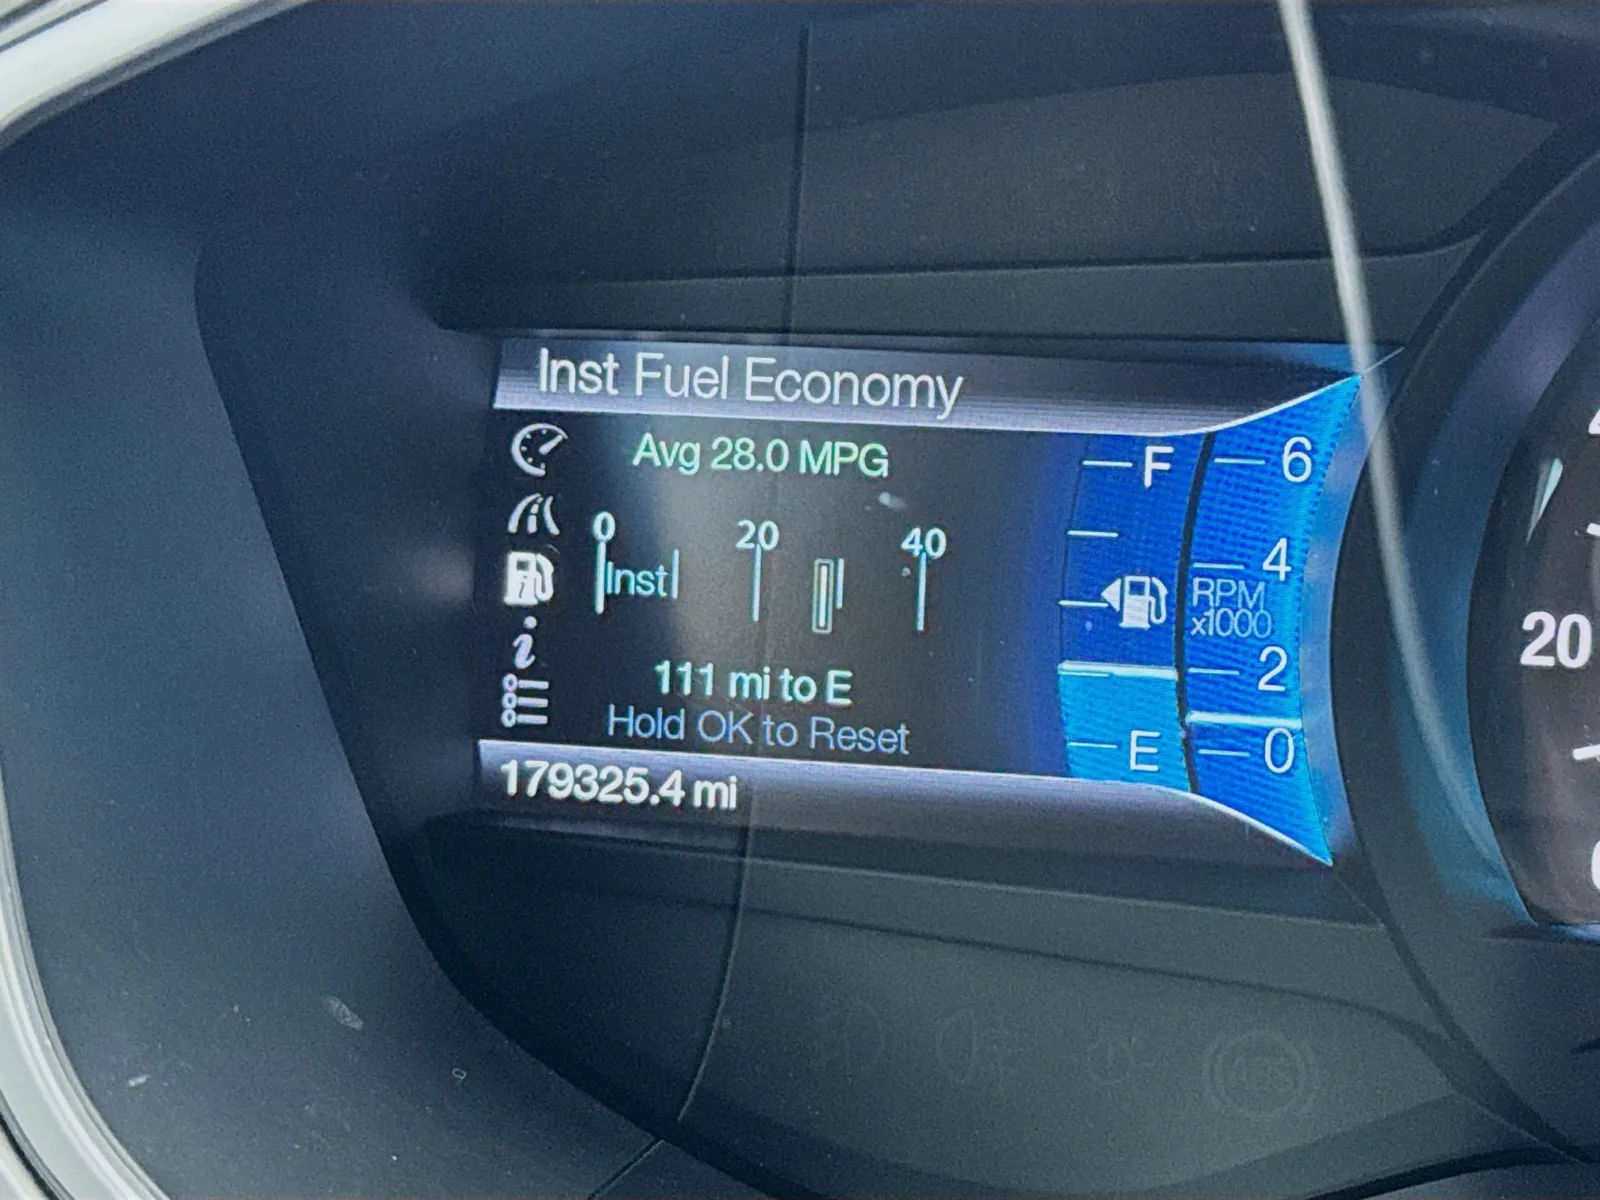 Inst Fuel Economy
Avg 28.0 MPG
0 20 40
Inst
111 mi to E
Hold OK to Reset
179325.4 mi
F
E
6
4
RPM
x1000
2
0
20
ABS